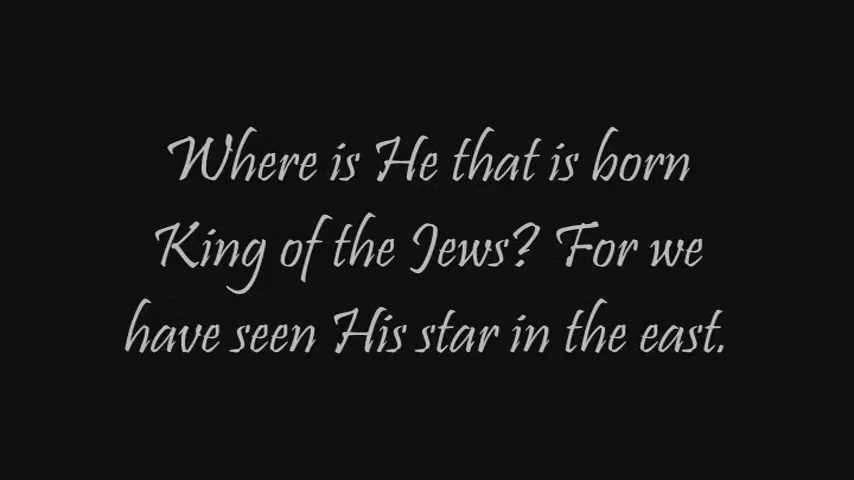 Where is He that is born
King of the Jews? For we
have seen His star in the east.